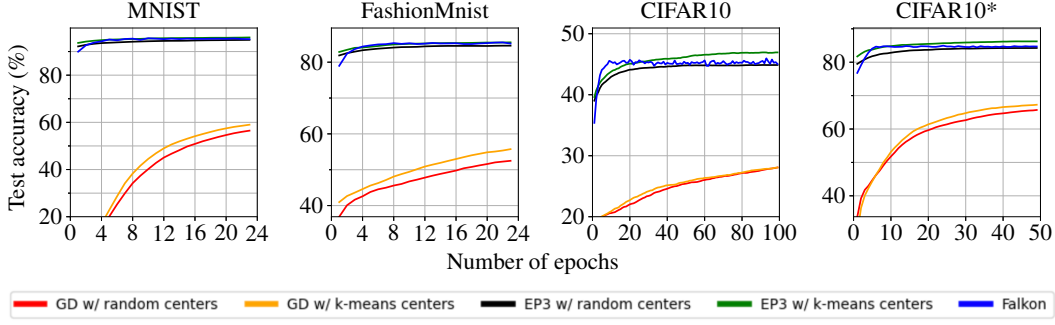 MNIST
FashionMnist
CIFAR10
CIFAR10*
Test accuracy (%)
80
60
40
20
0 4 8 12 16 20 24
80
60
40
0 4 8 12 16 20 24
50
40
30
20
0 20 40 60 80 100
80
60
40
0 10 20 30 40 50
Number of epochs
GD w/ random centers
GD w/ k-means centers
EP3 w/ random centers
EP3 w/ k-means centers
Falkon